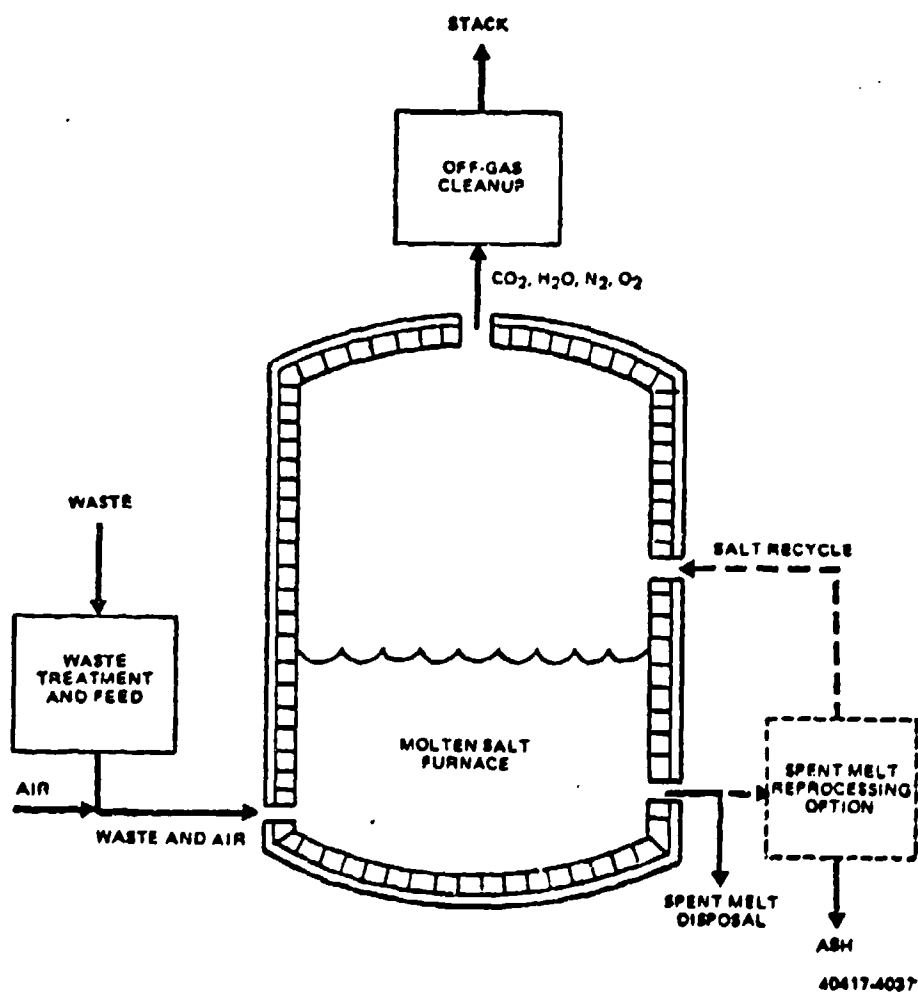 STACK
OFF-GAS
CLEANUP
CO₂, H₂O, N₂, O₂
WASTE
SALT RECYCLE
WASTE
TREATMENT
AND FEED
MOLTEN SALT
FURNACE
SPENT MELT
REPROCESSING
OPTION
AIR
WASTE AND AIR
SPENT MELT
DISPOSAL
ASH
40417-4037